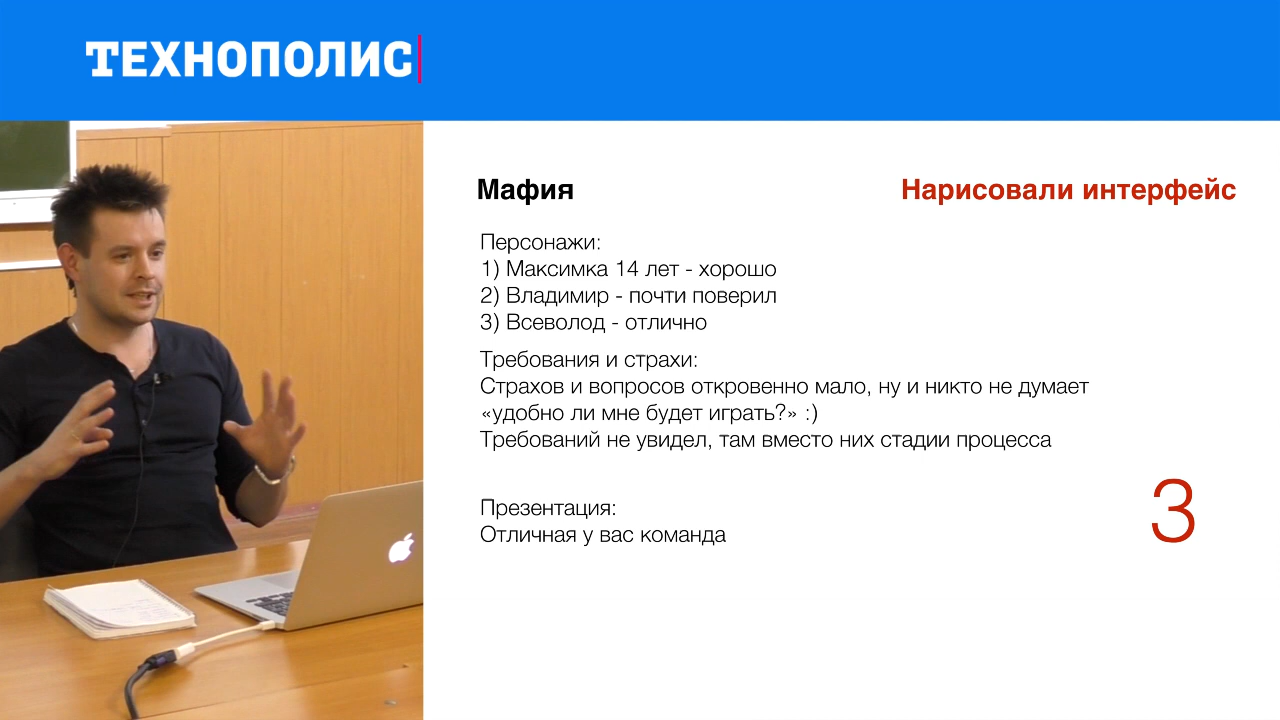 ТЕХНОПОЛИС
Мафия
Нарисовали интерфейс
Персонажи:
1) Максимка 14 лет - хорошо
2) Владимир - почти поверил
3) Всеволод - отлично
Требования и страхи:
Страхов и вопросов откровенно мало, ну и никто не думает
«удобно ли мне будет играть?» :)
Требований не увидел, там вместо них стадии процесса
3
Презентация:
Отличная у вас команда